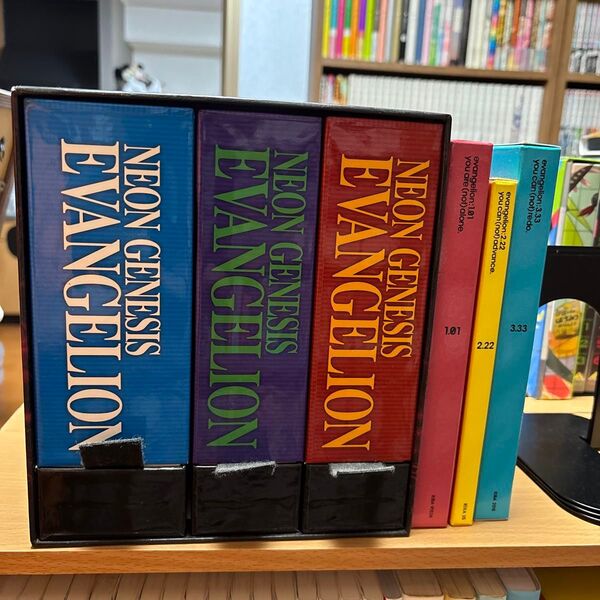 NEON GENESIS
EVANGELION
NEON GENESIS
EVANGELION
NEON GENESIS
EVANGELION
evangelion:1.01
you are (not) alone.
1.01
evangelion:2.22
you can (not) advance.
2.22
evangelion:3.33
you can (not) redo.
3.33